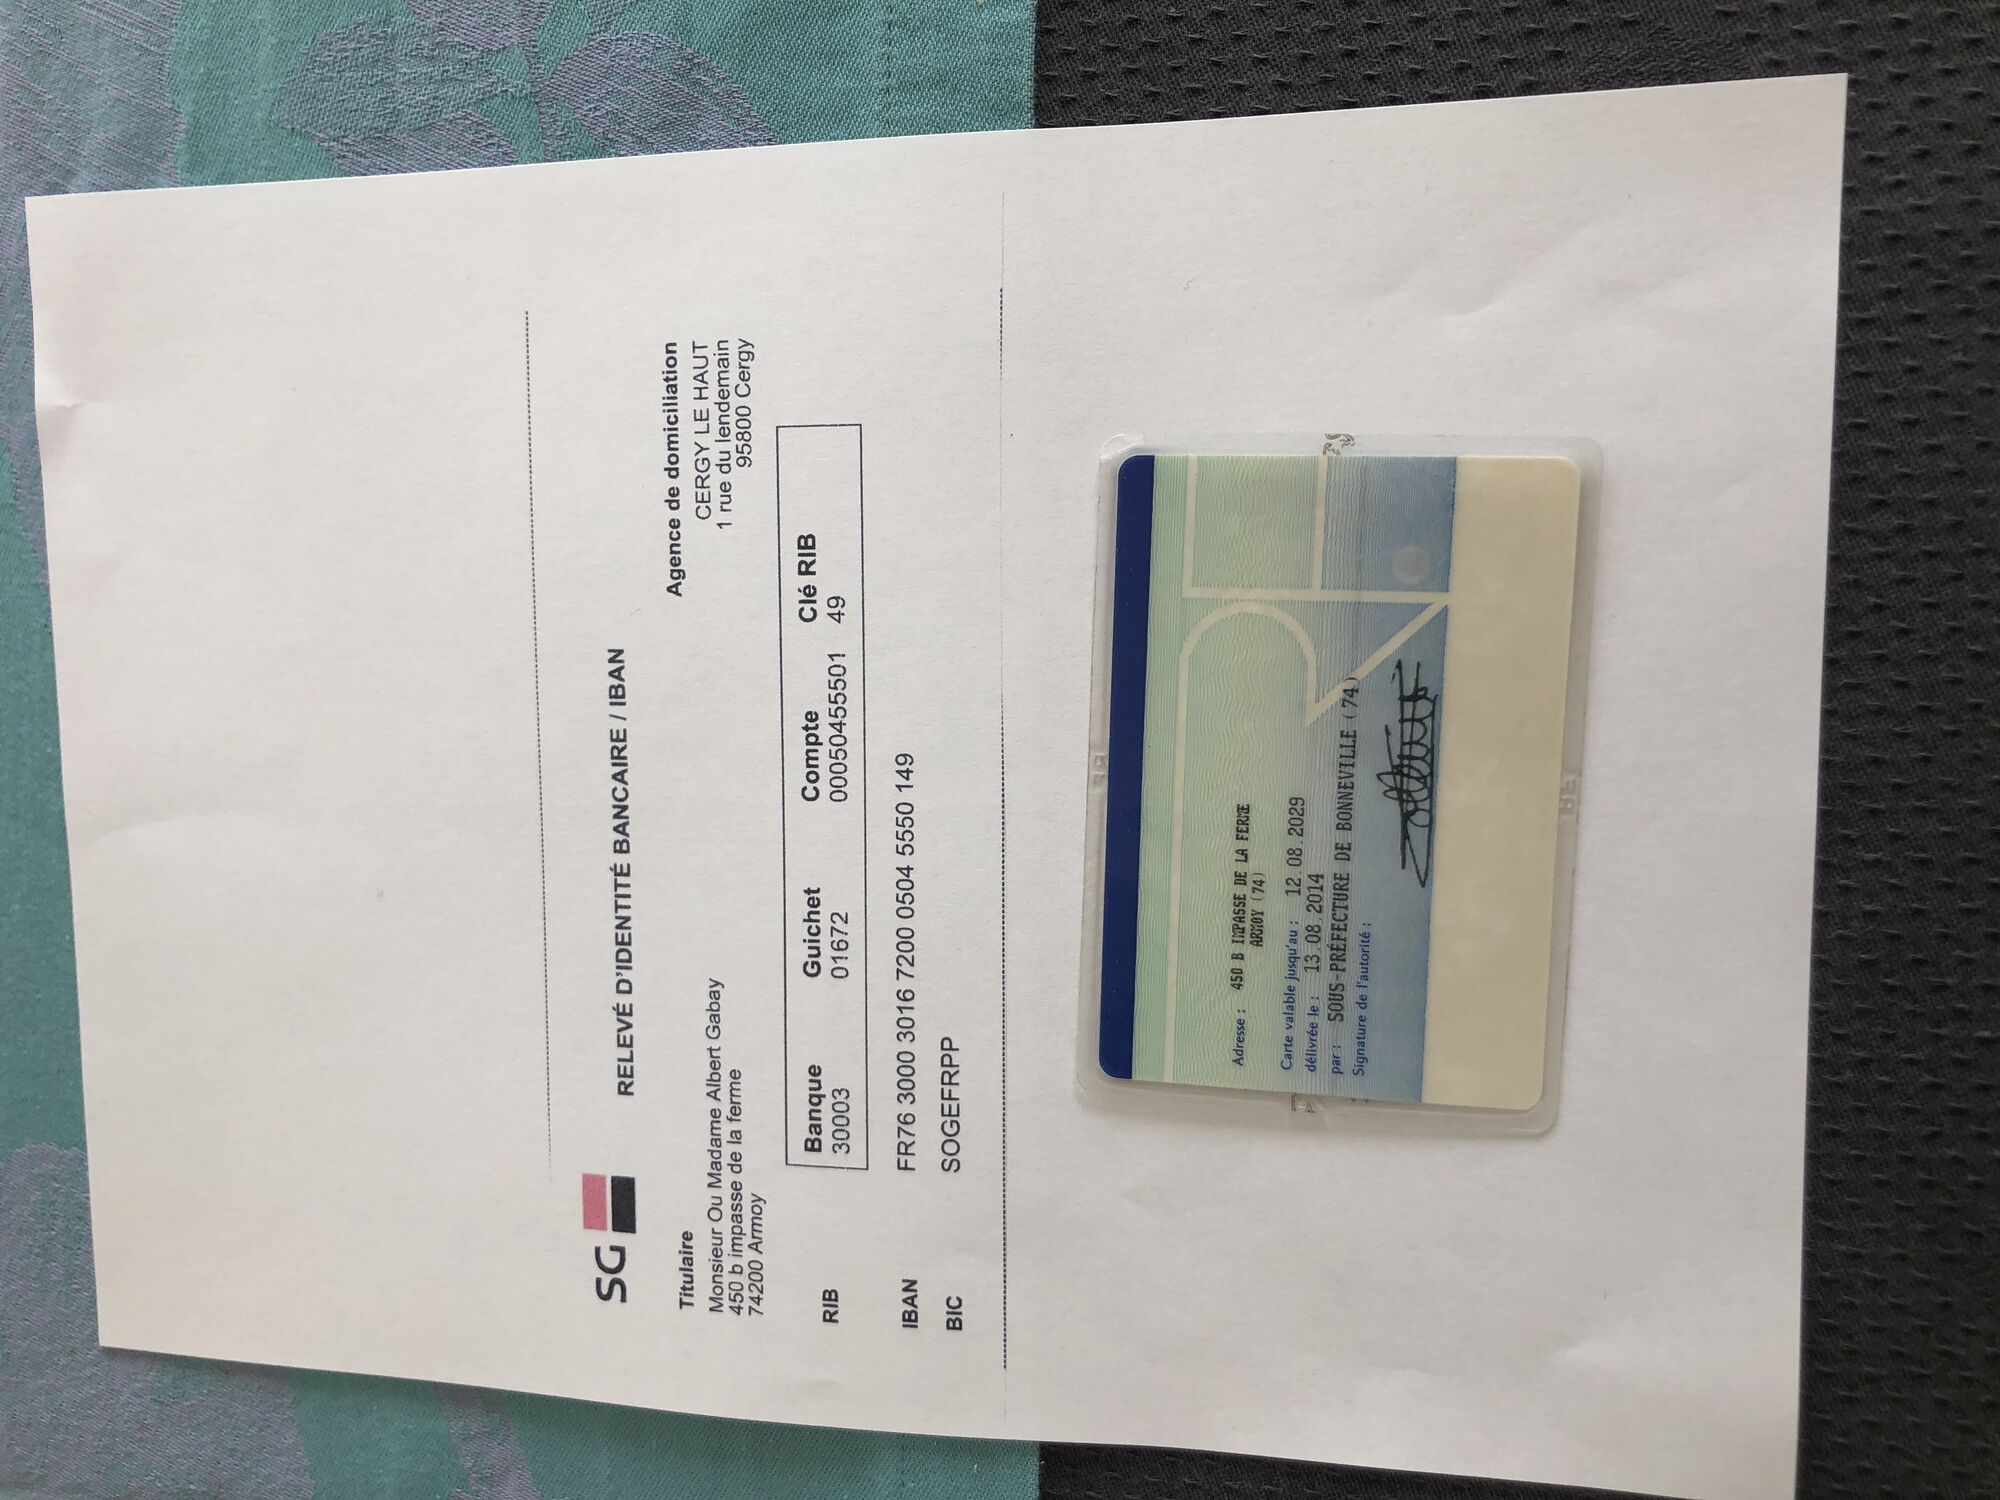 SG
RELEVÉ D'IDENTITÉ BANCAIRE / IBAN
Titulaire
Monsieur Ou Madame Albert Gabay
450 b impasse de la ferme
74200 Armoy
Agence de domiciliation
CERGY LE HAUT
1 rue du lendemain
95800 Cergy
RIB
Banque Guichet Compte Clé RIB
30003 01672 00050455501 49
IBAN FR76 3000 3016 7200 0504 5550 149
BIC SOGEFRPP
Adresse : 450 B IMPASSE DE LA FERME
ARMOY (74)
Carte valable jusqu'au : 12.08.2029
délivrée le : 13.08.2014
par : SOUS-PRÉFECTURE DE BONNEVILLE (74)
Signature de l'autorité :
RF